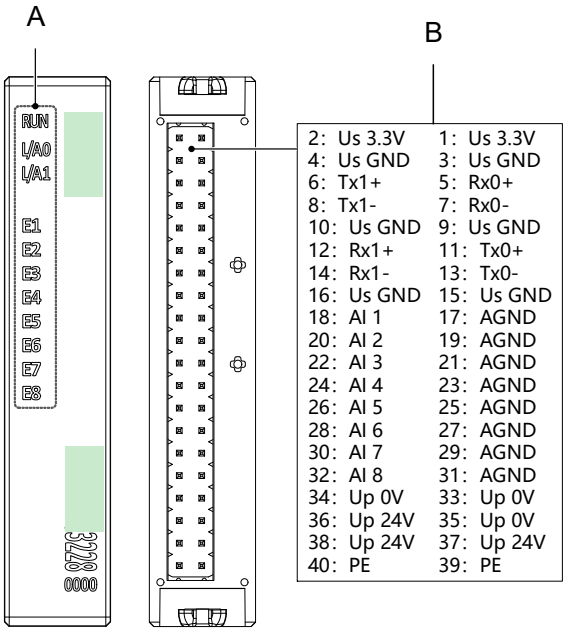 A
B
RUN
L/A0
L/A1
E1
E2
E3
E4
E5
E6
E7
E8
3228
0000
2: Us 3.3V 1: Us 3.3V
4: Us GND 3: Us GND
6: Tx1+ 5: Rx0+
8: Tx1- 7: Rx0-
10: Us GND 9: Us GND
12: Rx1+ 11: Tx0+
14: Rx1- 13: Tx0-
16: Us GND 15: Us GND
18: AI 1 17: AGND
20: AI 2 19: AGND
22: AI 3 21: AGND
24: AI 4 23: AGND
26: AI 5 25: AGND
28: AI 6 27: AGND
30: AI 7 29: AGND
32: AI 8 31: AGND
34: Up 0V 33: Up 0V
36: Up 24V 35: Up 0V
38: Up 24V 37: Up 24V
40: PE 39: PE